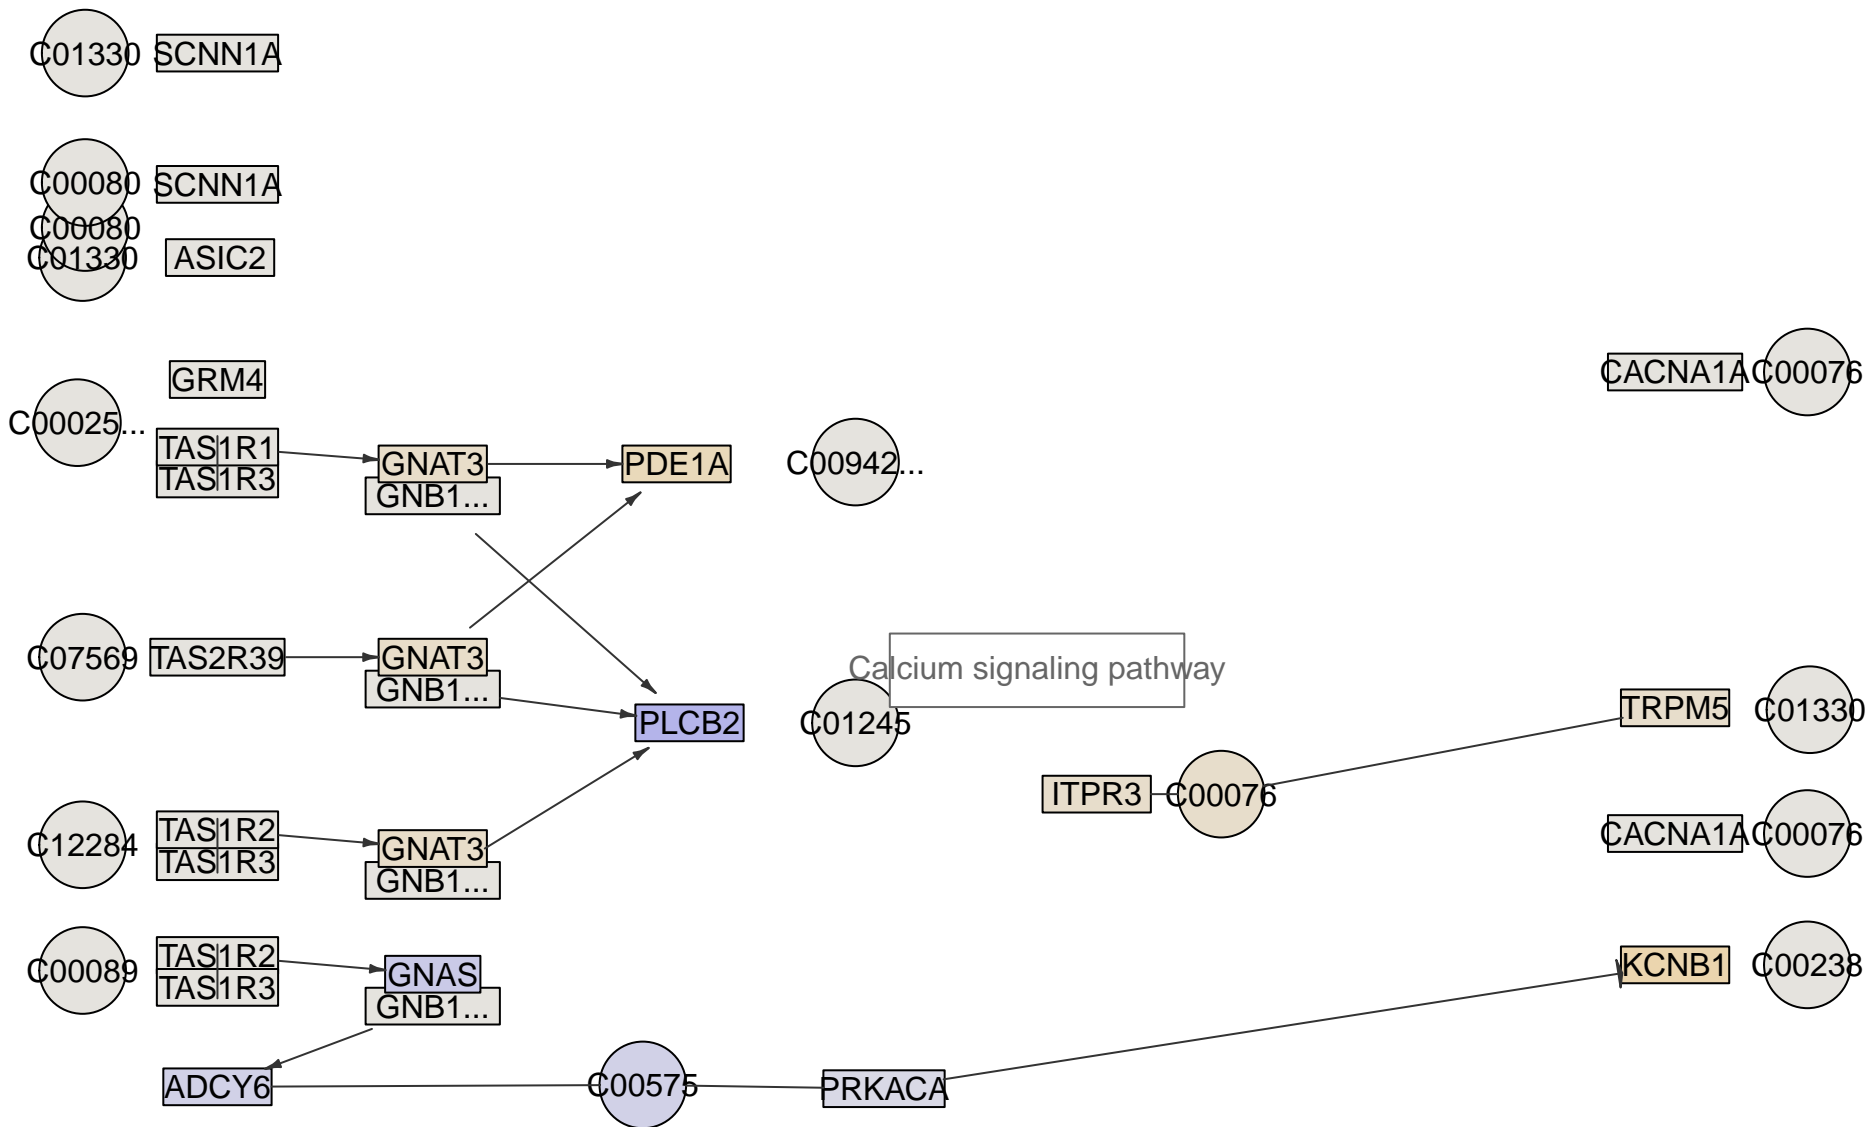 C01330 SCNN1A
C00080 SCNN1A
C00080
C01330 ASIC2
GRM4
CACNA1A C00076
C00025...
TAS1R1
GNAT3 PDE1A C00942...
TAS1R3
GNB1...
C07569 TAS2R39 GNAT3
Calcium signaling pathway
GNB1...
TRPM5 C01330
PLCB2 C01245
ITPR3 C00076
TAS1R2
CACNA1A C00076
C12284
GNAT3
TAS1R3
GNB1...
TAS1R2
KCNB1 C00238
C00089
GNAS
TAS1R3
GNB1...
ADCY6 C00575 PRKACA